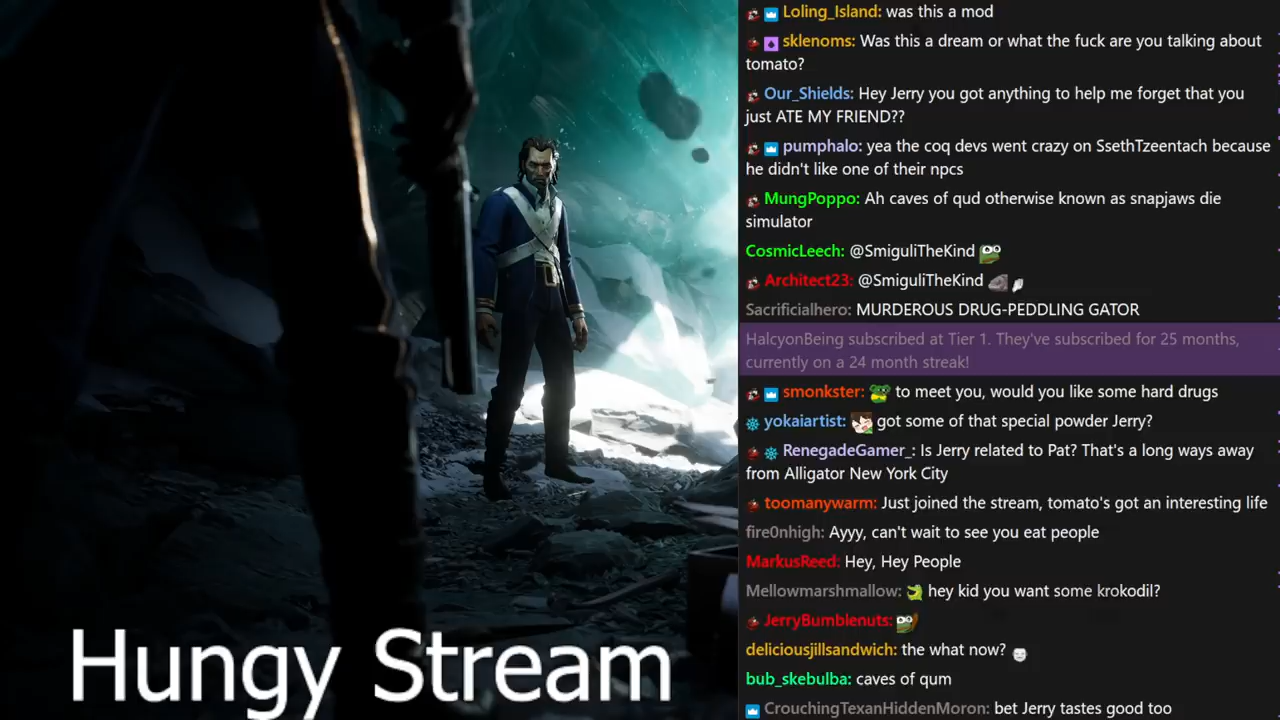 Loling_Island: was this a mod
sklenoms: Was this a dream or what the fuck are you talking about
tomato?
Our_Shields: Hey Jerry you got anything to help me forget that you
just ATE MY FRIEND??
pumphalo: yea the coq devs went crazy on SsethTzeentach because
he didn't like one of their npcs
MungPoppo: Ah caves of qud otherwise known as snapjaws die
simulator
CosmicLeech: @SmiguliTheKind
Architect23: @SmiguliTheKind
Sacrificialhero: MURDEROUS DRUG-PEDDLING GATOR
HalcyonBeing subscribed at Tier 1. They've subscribed for 25 months,
currently on a 24 month streak!
smonkster: to meet you, would you like some hard drugs
yokaiartist: got some of that special powder Jerry?
RenegadeGamer_: Is Jerry related to Pat? That's a long ways away
from Alligator New York City
toomanywarm: Just joined the stream, tomato's got an interesting life
fire0nhigh: Ayyy, can't wait to see you eat people
MarkusReed: Hey, Hey People
Mellowmarshmallow: hey kid you want some krokodil?
JerryBumblenuts:
deliciousjillsandwich: the what now?
bub_skebulba: caves of qum
CrouchingTexanHiddenMoron: bet Jerry tastes good too
Hungy Stream